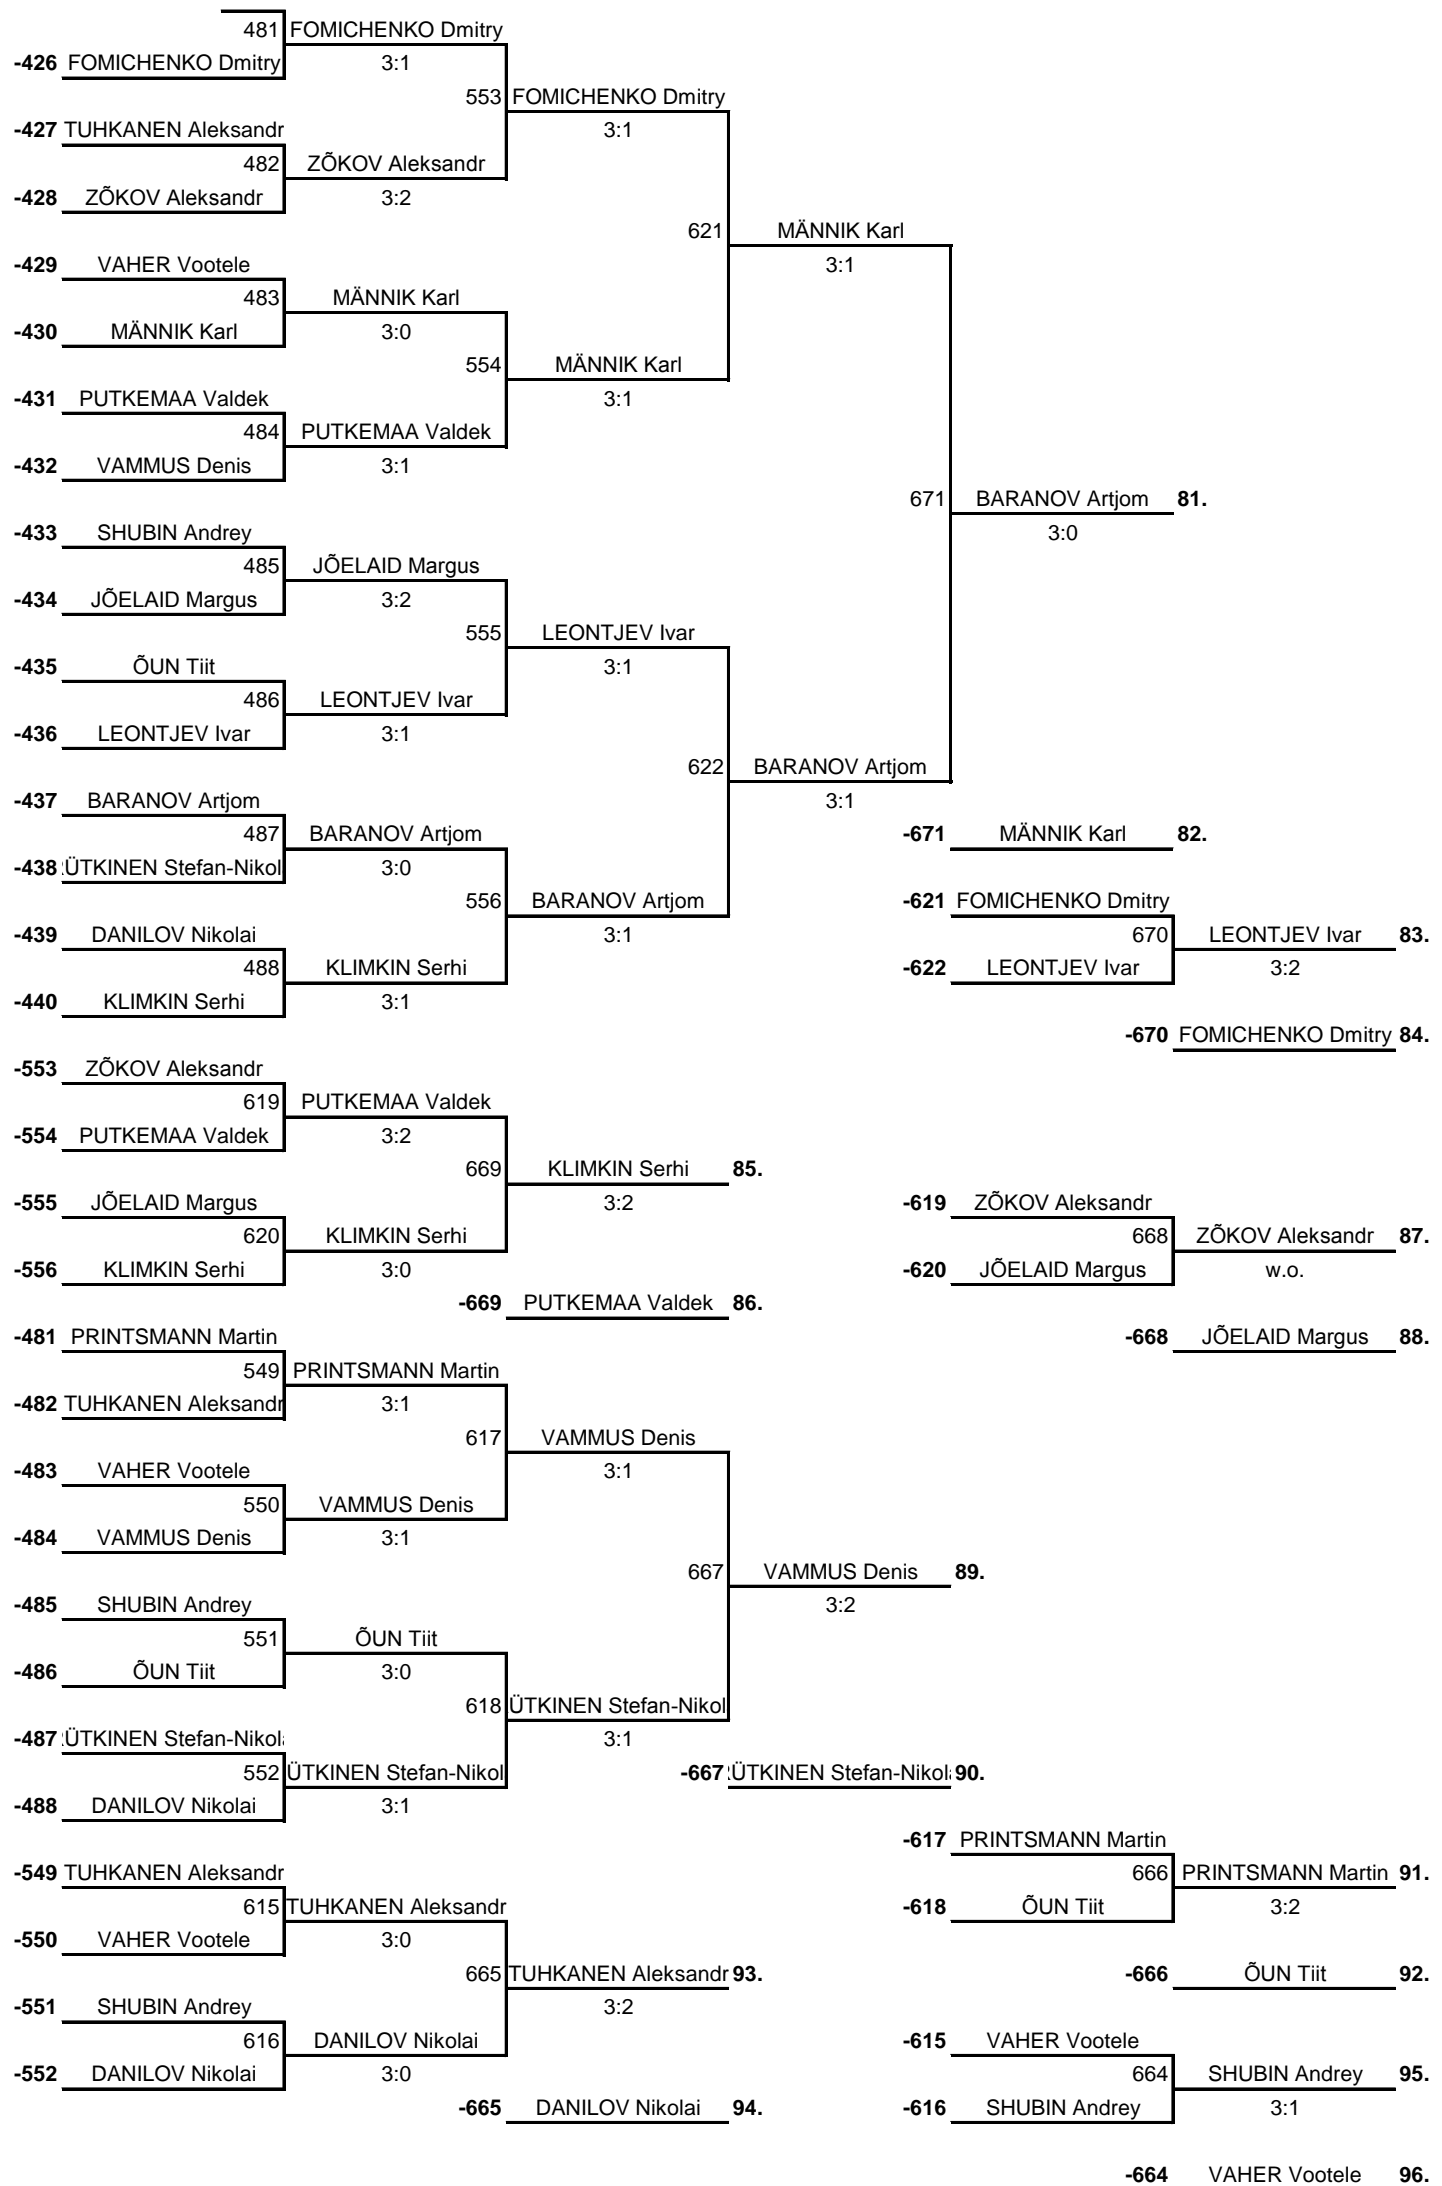 481 FOMICHENKO Dmitry
-426 FOMICHENKO Dmitry 3:1
553 FOMICHENKO Dmitry
-427 TUHKANEN Aleksandr 3:1
482 ZÕKOV Aleksandr
-428 ZÕKOV Aleksandr 3:2
621 MÄNNIK Karl
-429 VAHER Vootele 3:1
483 MÄNNIK Karl
-430 MÄNNIK Karl 3:0
554 MÄNNIK Karl
-431 PUTKEMAA Valdek 3:1
484 PUTKEMAA Valdek
-432 VAMMUS Denis 3:1
671 BARANOV Artjom 81.
-433 SHUBIN Andrey 3:0
485 JÕELAID Margus
-434 JÕELAID Margus 3:2
555 LEONTJEV Ivar
-435 ÕUN Tiit 3:1
486 LEONTJEV Ivar
-436 LEONTJEV Ivar 3:1
622 BARANOV Artjom
-437 BARANOV Artjom 3:1
487 BARANOV Artjom -671 MÄNNIK Karl 82.
-438 ÜTKINEN Stefan-Nikol 3:0
556 BARANOV Artjom -621 FOMICHENKO Dmitry
-439 DANILOV Nikolai 3:1 670 LEONTJEV Ivar 83.
488 KLIMKIN Serhi -622 LEONTJEV Ivar 3:2
-440 KLIMKIN Serhi 3:1
-670 FOMICHENKO Dmitry 84.
-553 ZÕKOV Aleksandr
619 PUTKEMAA Valdek
-554 PUTKEMAA Valdek 3:2
669 KLIMKIN Serhi 85.
-555 JÕELAID Margus 3:2 -619 ZÕKOV Aleksandr
620 KLIMKIN Serhi 668 ZÕKOV Aleksandr 87.
-556 KLIMKIN Serhi 3:0 -620 JÕELAID Margus w.o.
-669 PUTKEMAA Valdek 86.
-481 PRINTSMANN Martin -668 JÕELAID Margus 88.
549 PRINTSMANN Martin
-482 TUHKANEN Aleksandr 3:1
617 VAMMUS Denis
-483 VAHER Vootele 3:1
550 VAMMUS Denis
-484 VAMMUS Denis 3:1
667 VAMMUS Denis 89.
-485 SHUBIN Andrey 3:2
551 ÕUN Tiit
-486 ÕUN Tiit 3:0
618 ÜTKINEN Stefan-Nikol
-487 ÜTKINEN Stefan-Nikol 3:1
552 ÜTKINEN Stefan-Nikol -667 ÜTKINEN Stefan-Nikol 90.
-488 DANILOV Nikolai 3:1
-617 PRINTSMANN Martin
-549 TUHKANEN Aleksandr 666 PRINTSMANN Martin 91.
615 TUHKANEN Aleksandr -618 ÕUN Tiit 3:2
-550 VAHER Vootele 3:0
665 TUHKANEN Aleksandr 93. -666 ÕUN Tiit 92.
-551 SHUBIN Andrey 3:2
616 DANILOV Nikolai -615 VAHER Vootele
-552 DANILOV Nikolai 3:0 664 SHUBIN Andrey 95.
-665 DANILOV Nikolai 94. -616 SHUBIN Andrey 3:1
-664 VAHER Vootele 96.